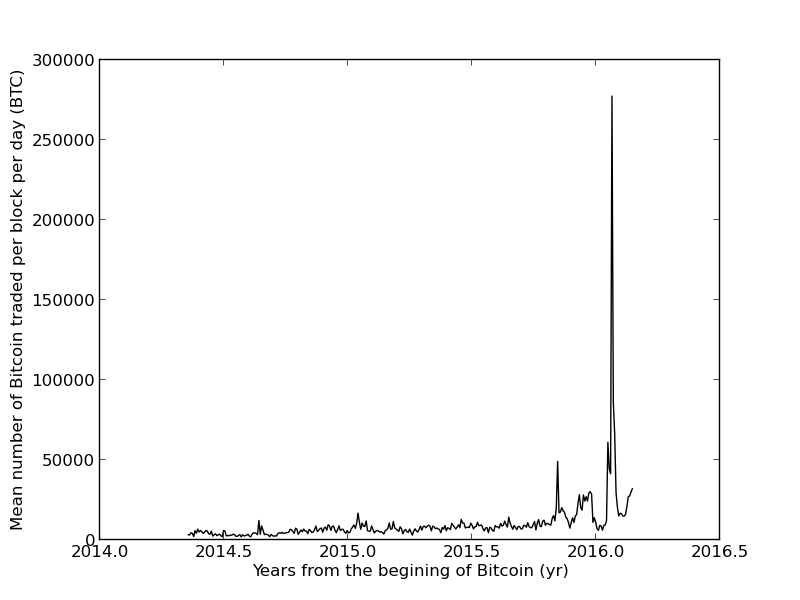 300000
250000
200000
150000
100000
50000
0
2014.0 2014.5 2015.0 2015.5 2016.0 2016.5
Years from the begining of Bitcoin (yr)
Mean number of Bitcoin traded per block per day (BTC)